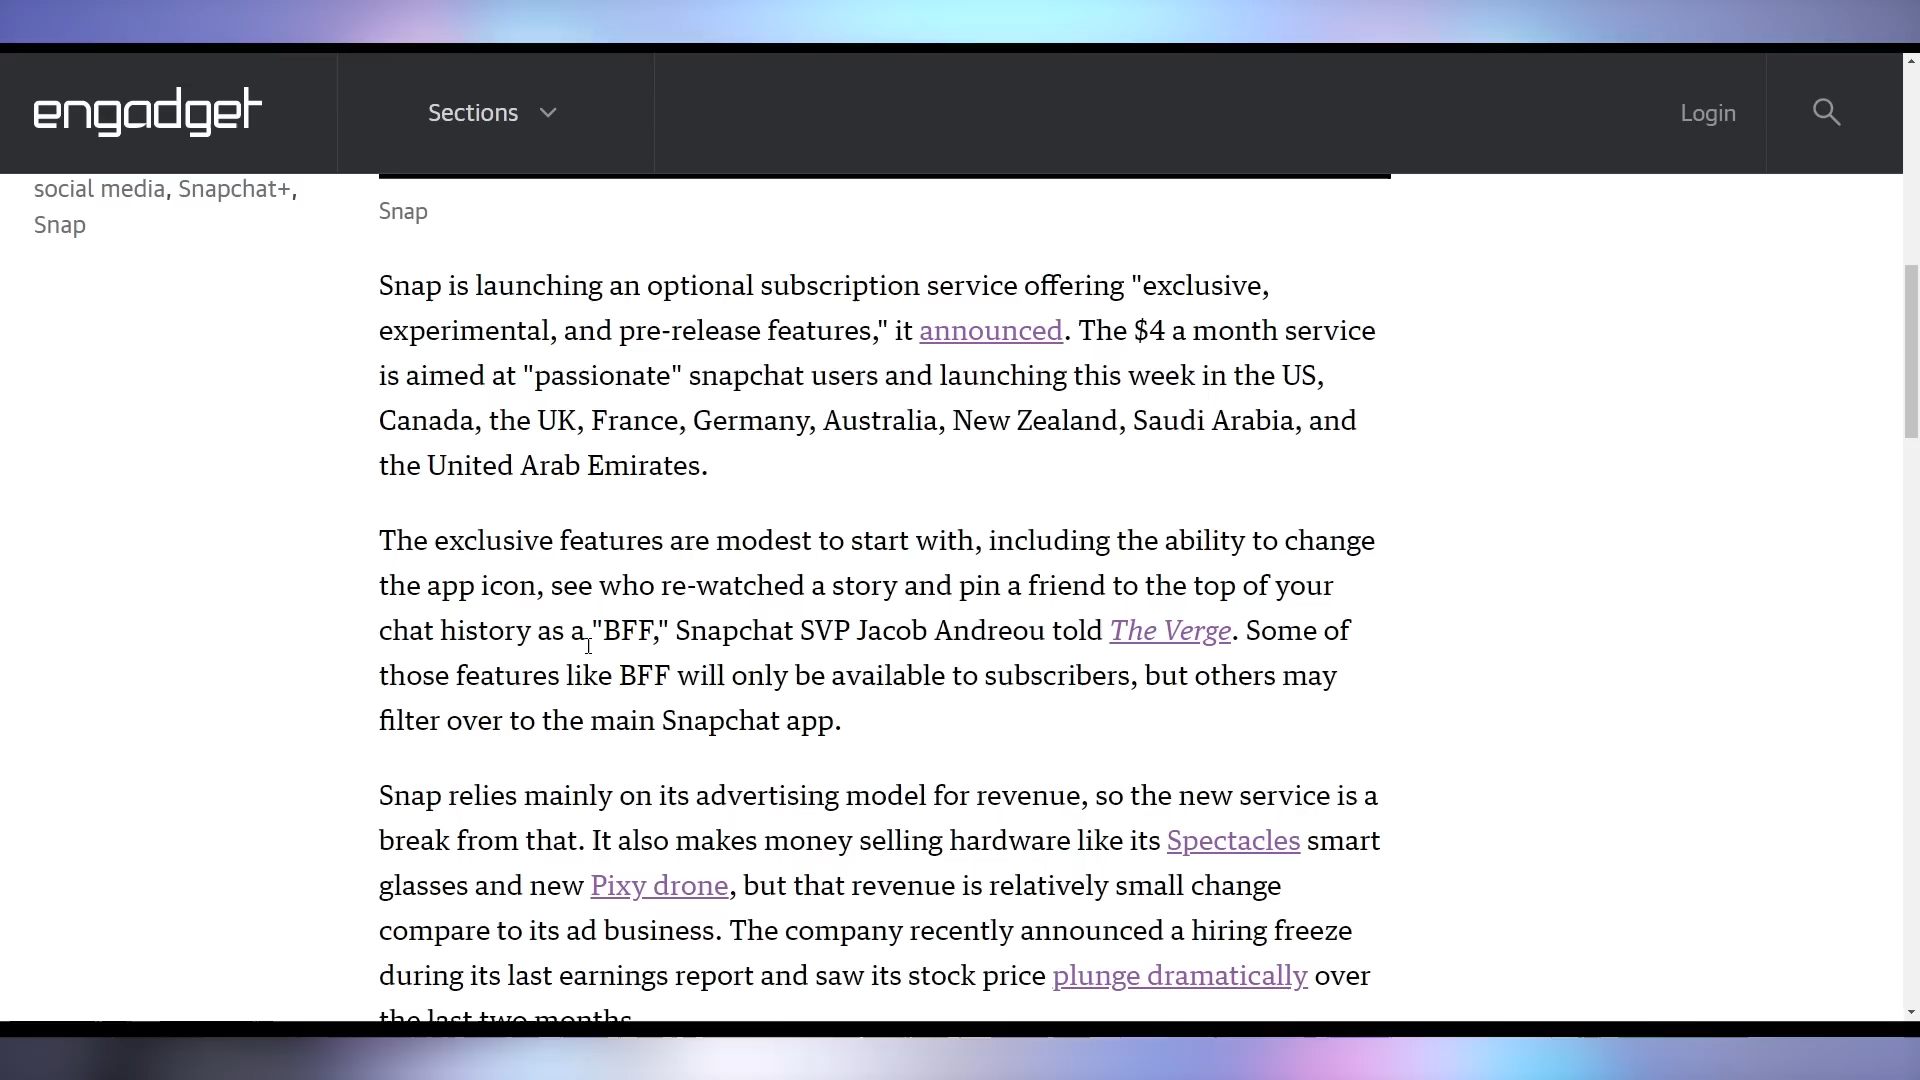 engadget
Sections
Login
social media, Snapchat+,
Snap
Snap
Snap is launching an optional subscription service offering "exclusive,
experimental, and pre-release features," it announced. The $4 a month service
is aimed at "passionate" snapchat users and launching this week in the US,
Canada, the UK, France, Germany, Australia, New Zealand, Saudi Arabia, and
the United Arab Emirates.
The exclusive features are modest to start with, including the ability to change
the app icon, see who re-watched a story and pin a friend to the top of your
chat history as a "BFF," Snapchat SVP Jacob Andreou told The Verge. Some of
those features like BFF will only be available to subscribers, but others may
filter over to the main Snapchat app.
Snap relies mainly on its advertising model for revenue, so the new service is a
break from that. It also makes money selling hardware like its Spectacles smart
glasses and new Pixy drone, but that revenue is relatively small change
compare to its ad business. The company recently announced a hiring freeze
during its last earnings report and saw its stock price plunge dramatically over
the last two months.